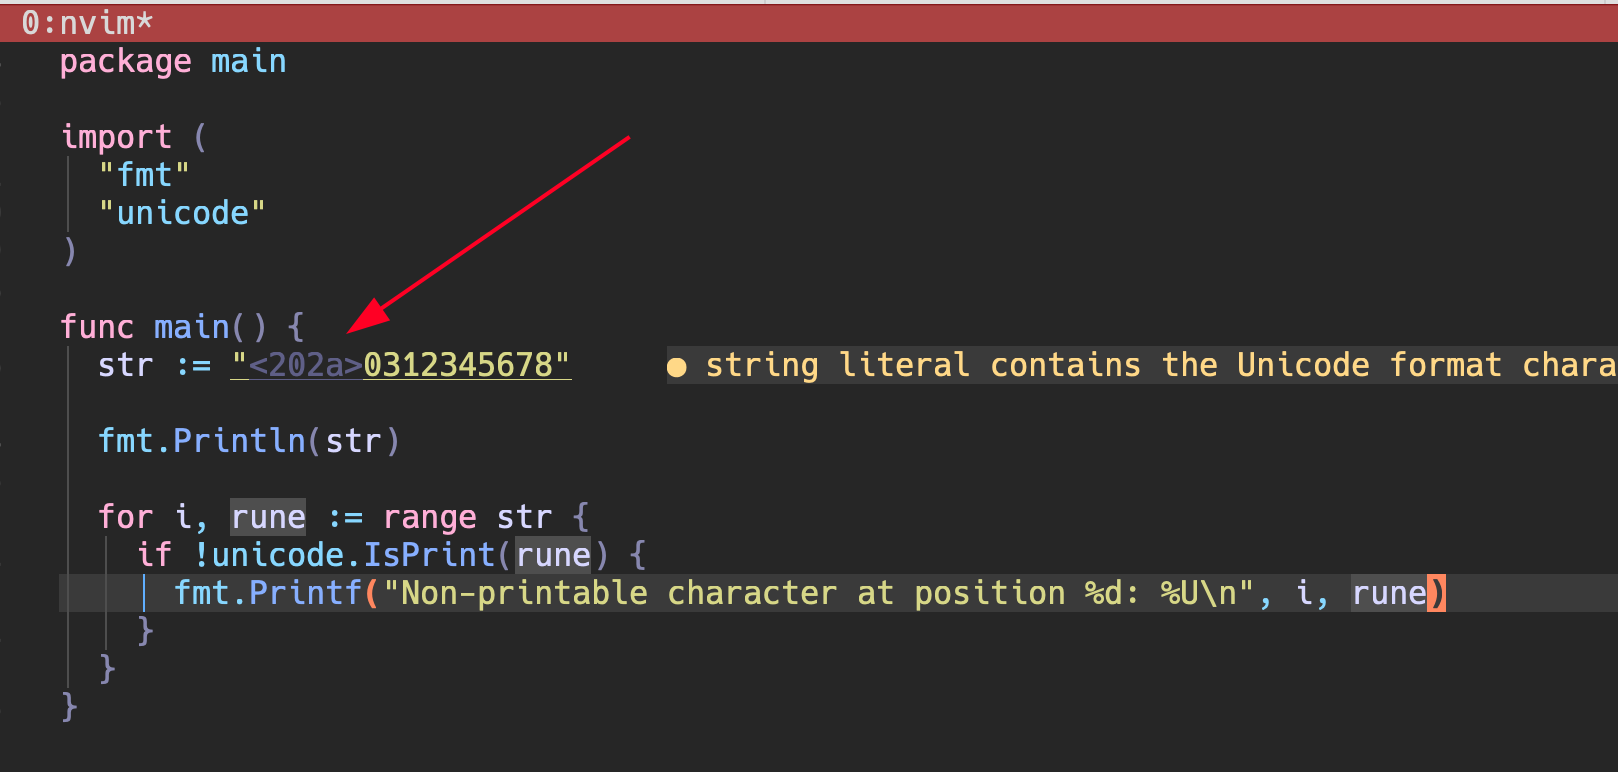 0:nvim*
package main
import (
"fmt"
"unicode"
)
func main() {
str := "<202a>0312345678" ● string literal contains the Unicode format chara
fmt.Println(str)
for i, rune := range str {
if !unicode.IsPrint(rune) {
fmt.Printf("Non-printable character at position %d: %U\n", i, rune)
}
}
}